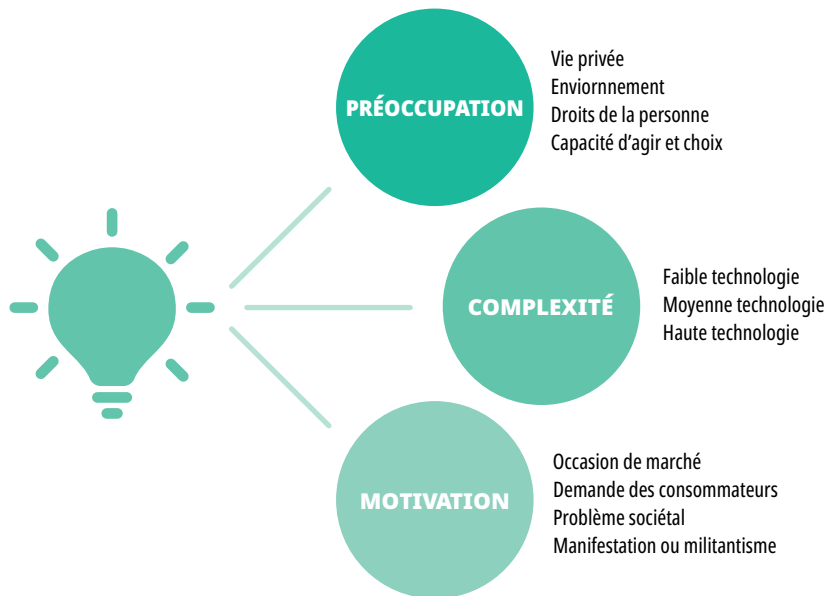 PRÉOCCUPATION
Vie privée
Enviornnement
Droits de la personne
Capacité d’agir et choix
COMPLEXITÉ
Faible technologie
Moyenne technologie
Haute technologie
MOTIVATION
Occasion de marché
Demande des consommateurs
Problème sociétal
Manifestation ou militantisme